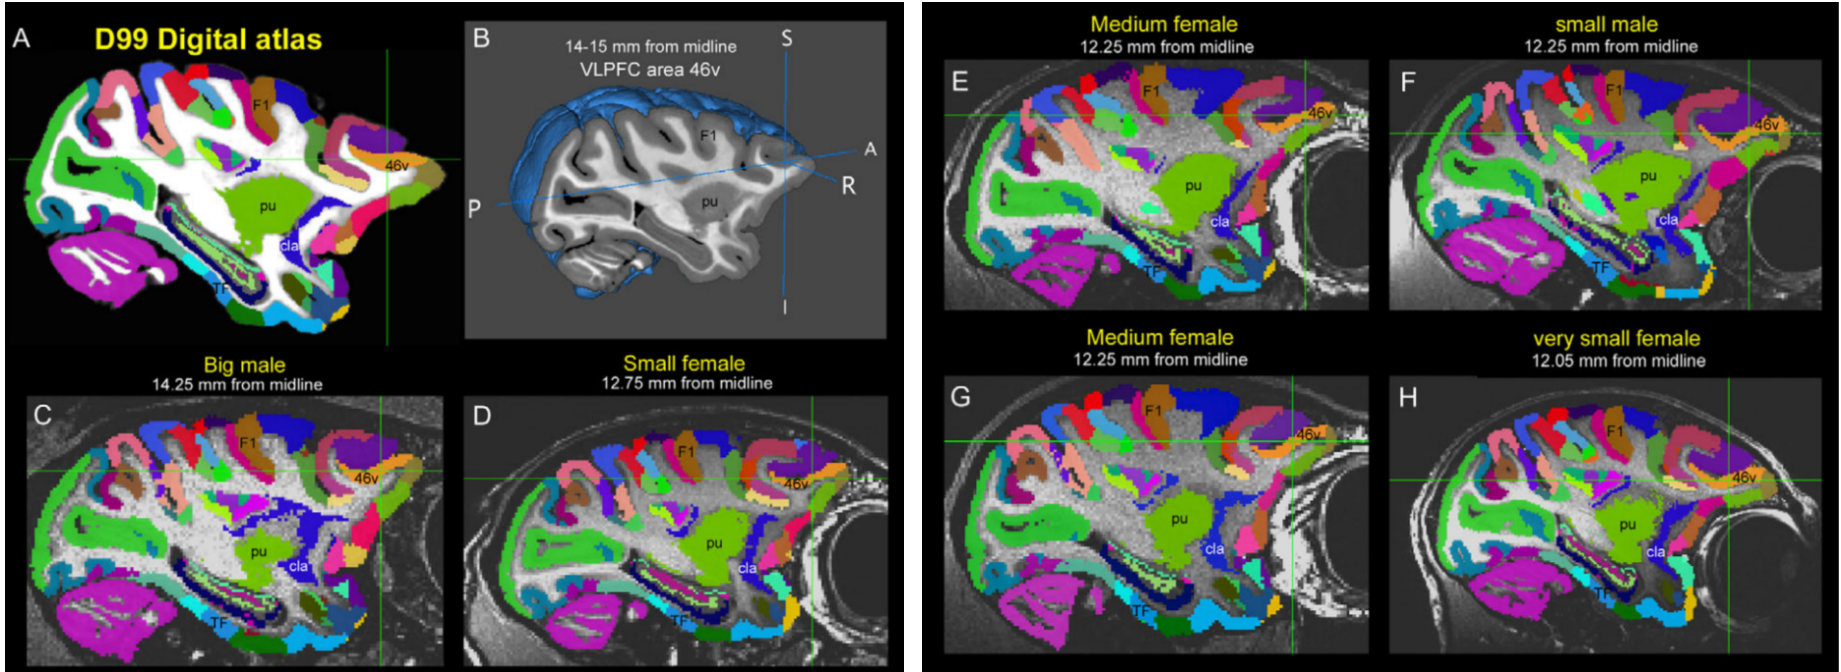 A
D99 Digital atlas
F1
46v
pu
cla
TF
B
14-15 mm from midline
VLPFC area 46v
S
F1
A
R
pu
P
I
Big male
14.25 mm from midline
C
F1
46v
pu
cla
TF
Small female
12.75 mm from midline
D
F1
46v
pu
cla
TF
Medium female
12.25 mm from midline
E
F1
46v
pu
cla
TF
small male
12.25 mm from midline
F
F1
46v
pu
cla
TF
Medium female
12.25 mm from midline
G
F1
46v
pu
cla
TF
very small female
12.05 mm from midline
H
F1
46v
pu
cla
TF